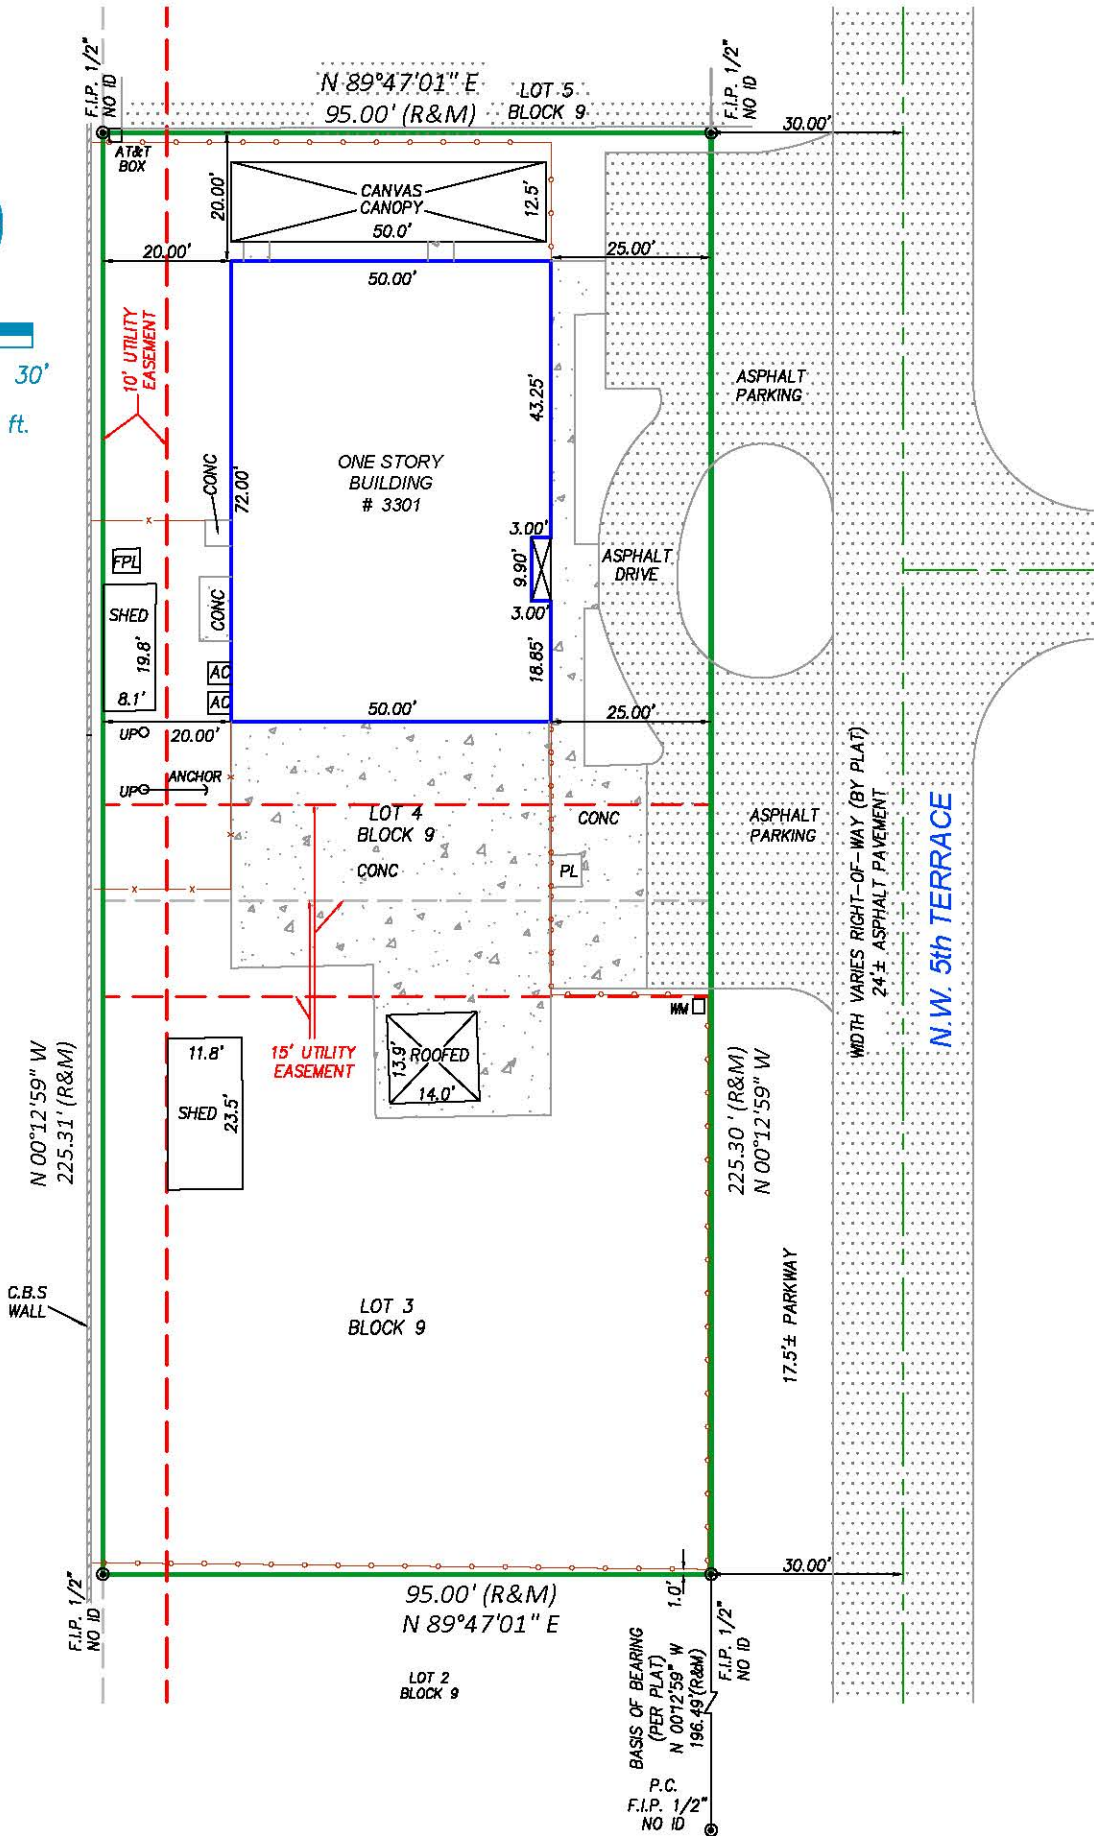 F.I.P. 1/2"
NO ID
N 89°47'01" E
95.00' (R&M)
LOT 5
BLOCK 9
F.I.P. 1/2"
NO ID
30.00'
AT&T
BOX
20.00'
CANVAS
CANOPY
50.0'
12.5'
20.00'
25.00'
50.00'
10' UTILITY
EASEMENT
30'
ft.
43.25'
ASPHALT
PARKING
CONC
72.00'
ONE STORY
BUILDING
# 3301
3.00'
9.90'
3.00'
ASPHALT
DRIVE
FPL
SHED
19.8'
8.1'
CONC
AC
AC
18.85'
50.00'
25.00'
UP
20.00'
UP
ANCHOR
LOT 4
BLOCK 9
CONC
CONC
ASPHALT
PARKING
PL
WIDTH VARIES RIGHT-OF-WAY (BY PLAT)
24'± ASPHALT PAVEMENT
N.W. 5th TERRACE
WM
15' UTILITY
EASEMENT
11.8'
SHED
23.5'
13.9'
ROOFED
14.0'
N 00°12'59" W
225.31' (R&M)
225.30 ' (R&M)
N 00°12'59" W
C.B.S
WALL
LOT 3
BLOCK 9
17.5'± PARKWAY
F.I.P. 1/2"
NO ID
95.00' (R&M)
N 89°47'01" E
1.0'
30.00'
LOT 2
BLOCK 9
BASIS OF BEARING
(PER PLAT)
N 00°12'59" W
196.49'(R&M)
F.I.P. 1/2"
NO ID
P.C.
F.I.P. 1/2"
NO ID